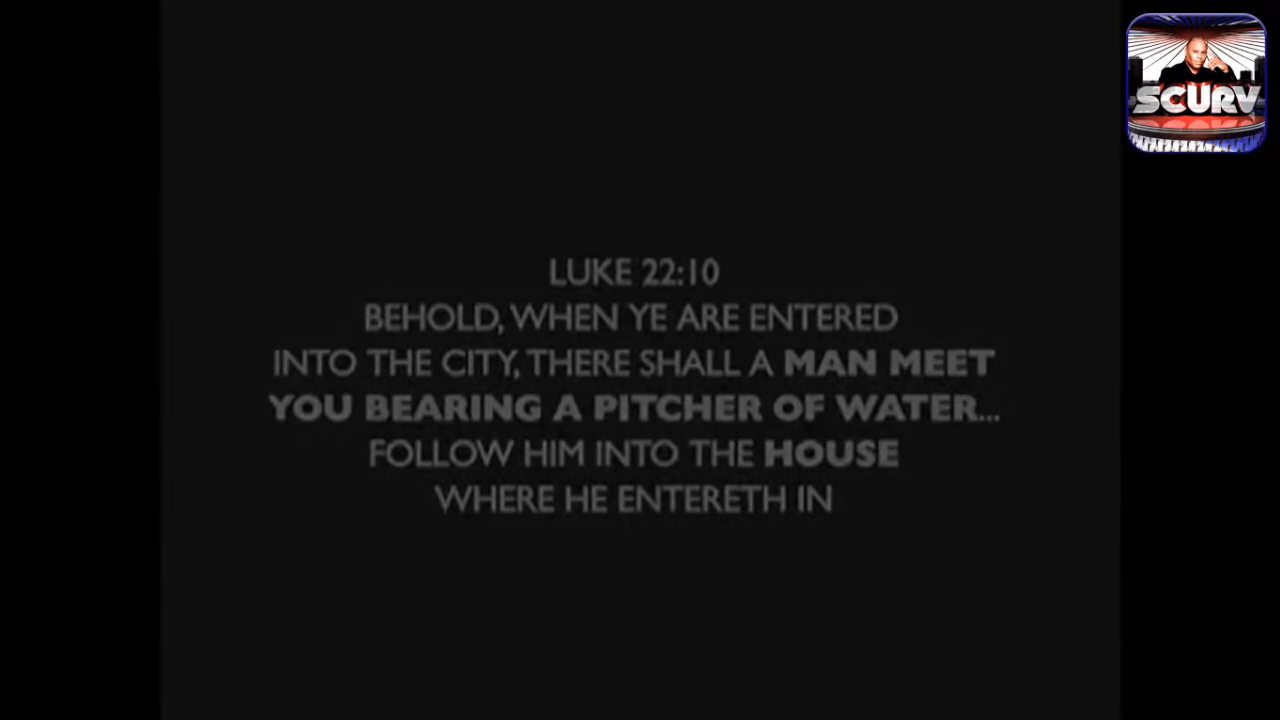 SCURV
LUKE 22:10
BEHOLD, WHEN YE ARE ENTERED
INTO THE CITY, THERE SHALL A MAN MEET
YOU BEARING A PITCHER OF WATER...
FOLLOW HIM INTO THE HOUSE
WHERE HE ENTERETH IN